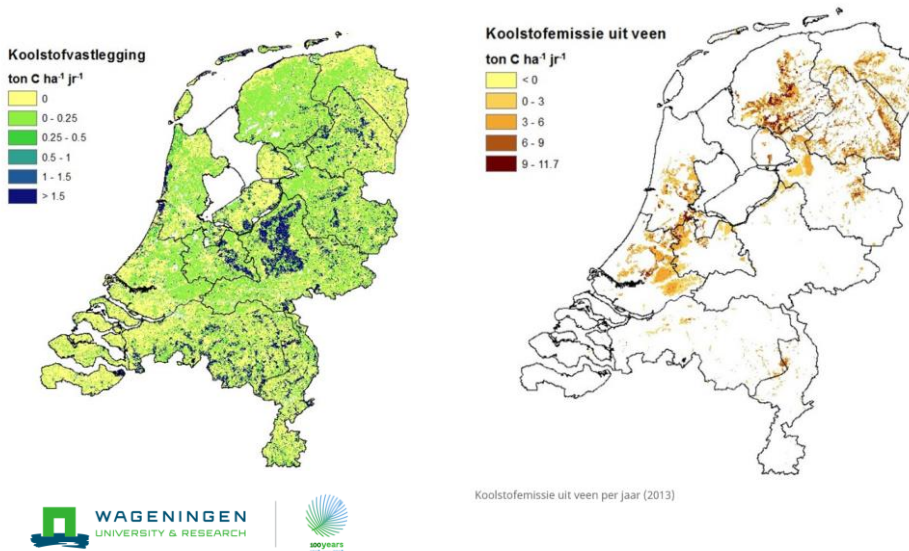 Koolstofvastlegging
ton C ha⁻¹ jr⁻¹
0
0 - 0.25
0.25 - 0.5
0.5 - 1
1 - 1.5
> 1.5
Koolstofemissie uit veen
ton C ha⁻¹ jr⁻¹
< 0
0 - 3
3 - 6
6 - 9
9 - 11.7
Koolstofemissie uit veen per jaar (2013)
WAGENINGEN
UNIVERSITY & RESEARCH
100years